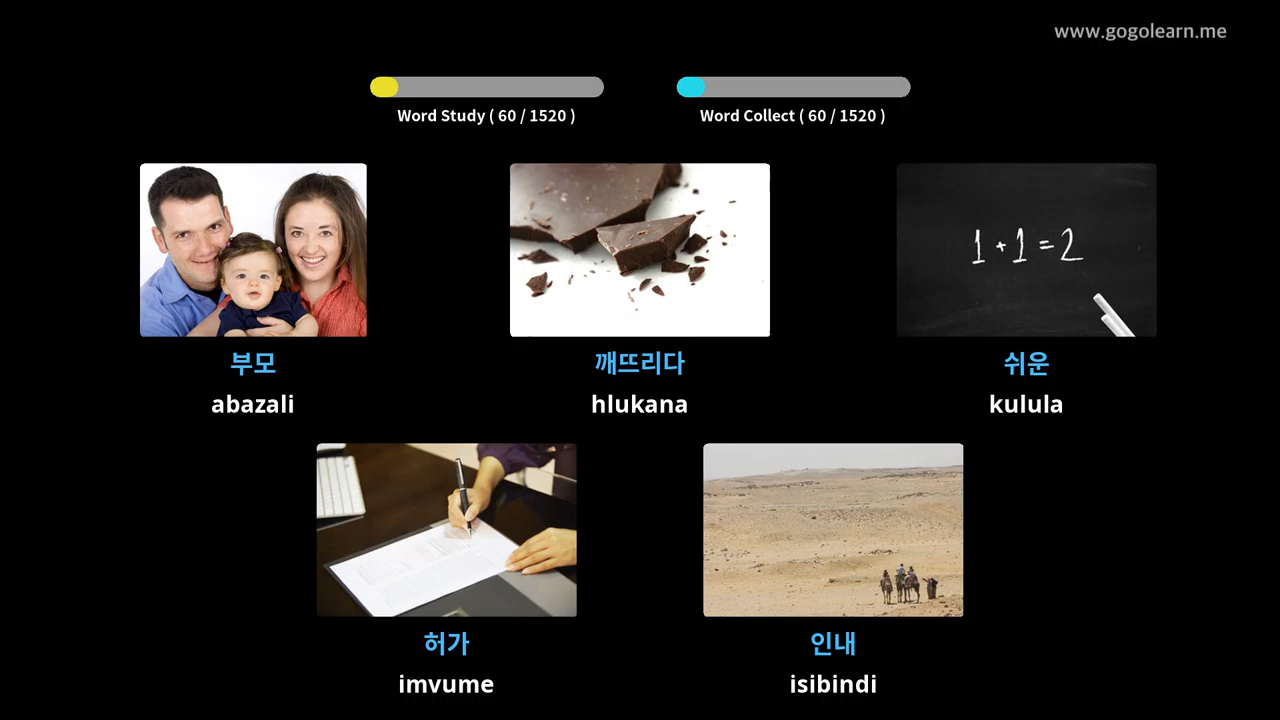 www.gogolearn.me
Word Study ( 60 / 1520 )
Word Collect ( 60 / 1520 )
1 + 1 = 2
부모
깨뜨리다
쉬운
abazali
hlukana
kulula
허가
인내
imvume
isibindi